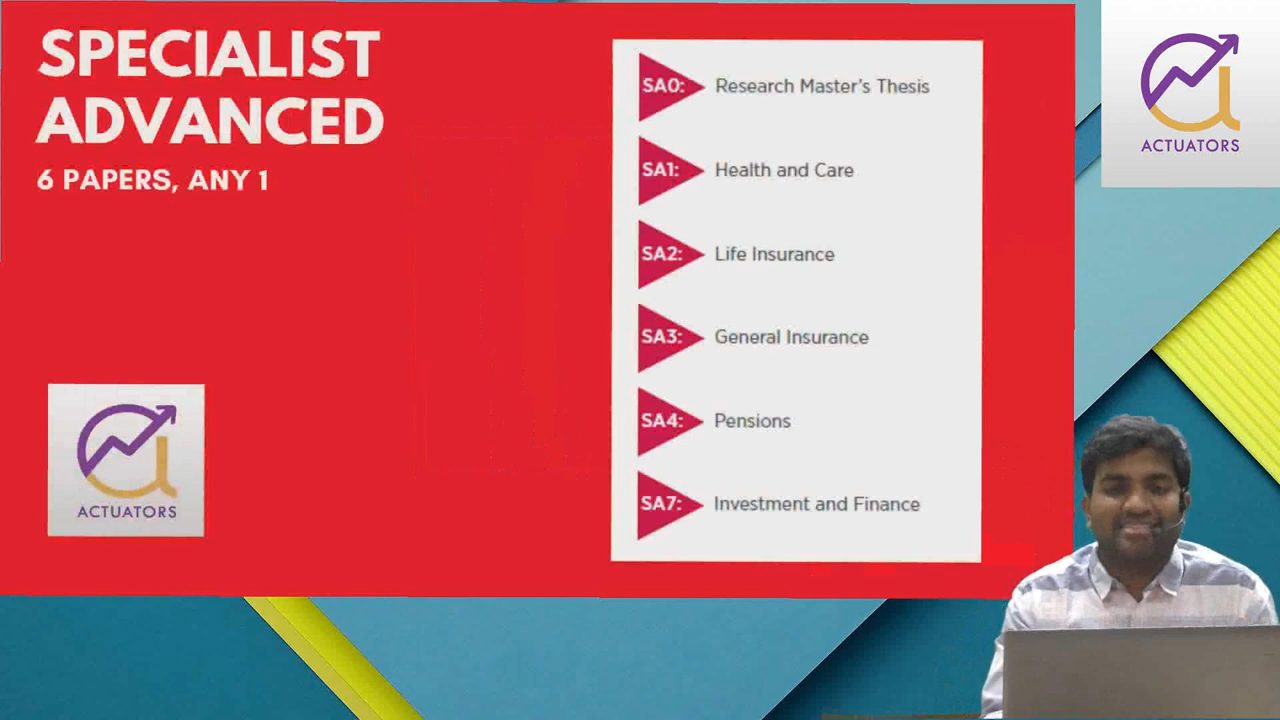 SPECIALIST
ADVANCED
6 PAPERS, ANY 1
SA0: Research Master's Thesis
SA1: Health and Care
SA2: Life Insurance
SA3: General Insurance
SA4: Pensions
SA7: Investment and Finance
ACTUATORS
ACTUATORS